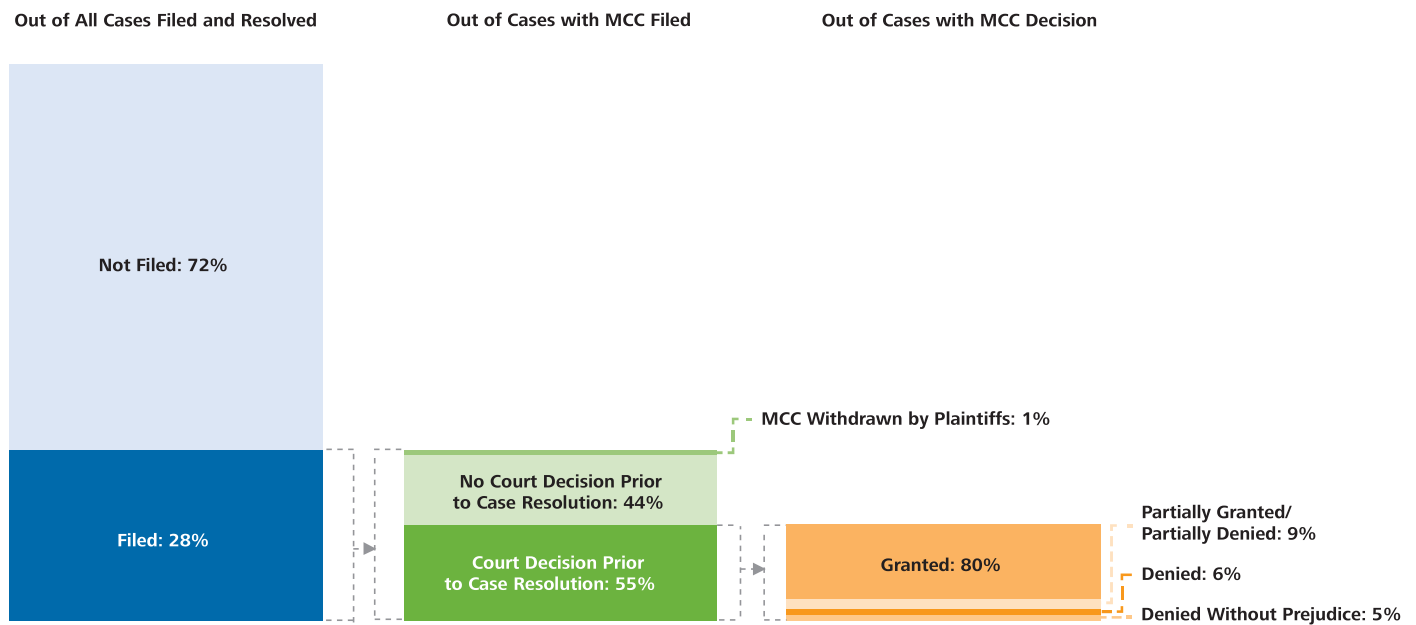 Out of All Cases Filed and Resolved
Not Filed: 72%
Filed: 28%
Out of Cases with MCC Filed
MCC Withdrawn by Plaintiffs: 1%
No Court Decision Prior
to Case Resolution: 44%
Court Decision Prior
to Case Resolution: 55%
Out of Cases with MCC Decision
Granted: 80%
Partially Granted/
Partially Denied: 9%
Denied: 6%
Denied Without Prejudice: 5%